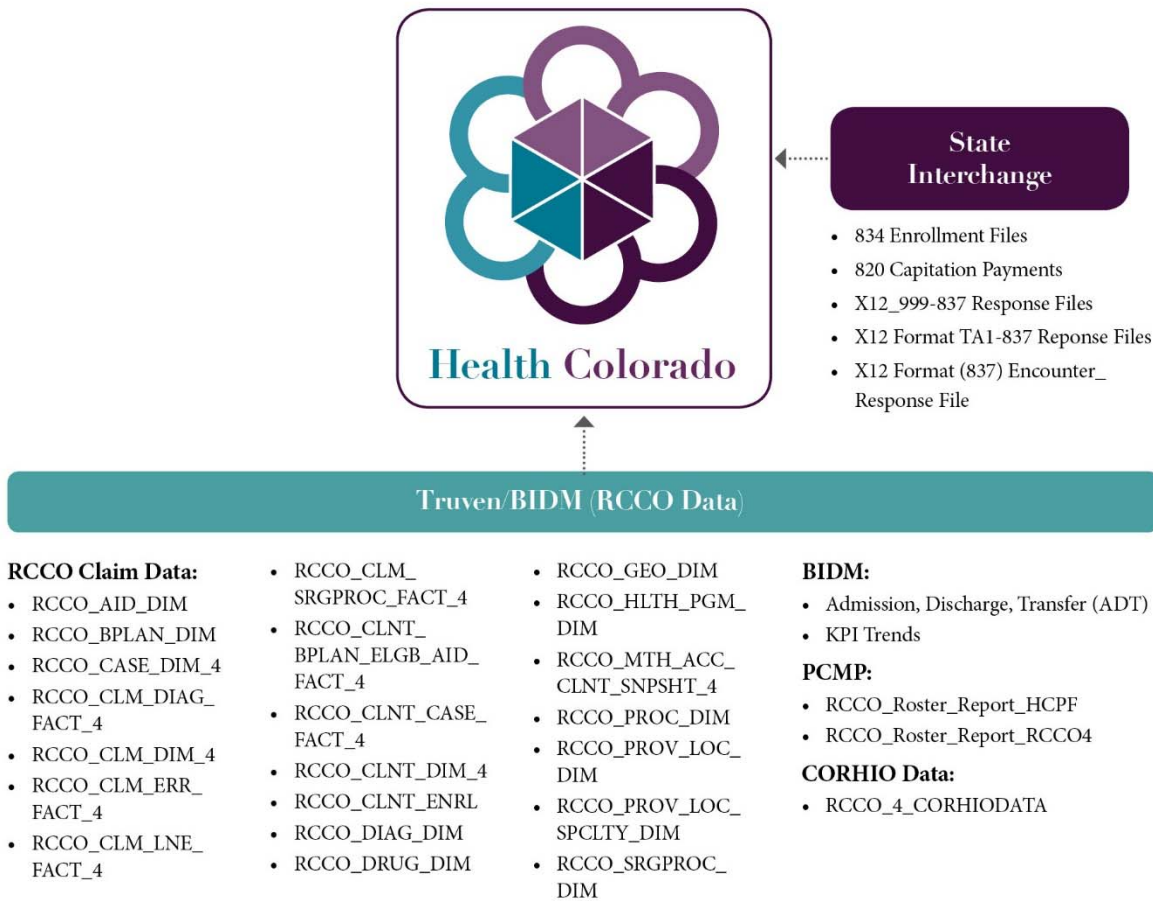 Health Colorado
State
Interchange
• 834 Enrollment Files
• 820 Capitation Payments
• X12_999-837 Response Files
• X12 Format TA1-837 Reponse Files
• X12 Format (837) Encounter_
Response File
Truven/BIDM (RCCO Data)
RCCO Claim Data:
• RCCO_AID_DIM
• RCCO_BPLAN_DIM
• RCCO_CASE_DIM_4
• RCCO_CLM_DIAG_
FACT_4
• RCCO_CLM_DIM_4
• RCCO_CLM_ERR_
FACT_4
• RCCO_CLM_LNE_
FACT_4
• RCCO_CLM_
SRGPROC_FACT_4
• RCCO_CLNT_
BPLAN_ELGB_AID_
FACT_4
• RCCO_CLNT_CASE_
FACT_4
• RCCO_CLNT_DIM_4
• RCCO_CLNT_ENRL
• RCCO_DIAG_DIM
• RCCO_DRUG_DIM
• RCCO_GEO_DIM
• RCCO_HLTH_PGM_
DIM
• RCCO_MTH_ACC_
CLNT_SNPSHT_4
• RCCO_PROC_DIM
• RCCO_PROV_LOC_
DIM
• RCCO_PROV_LOC_
SPCLTY_DIM
• RCCO_SRGPROC_
DIM
BIDM:
• Admission, Discharge, Transfer (ADT)
• KPI Trends
PCMP:
• RCCO_Roster_Report_HCPF
• RCCO_Roster_Report_RCCO4
CORHIO Data:
• RCCO_4_CORHIODATA